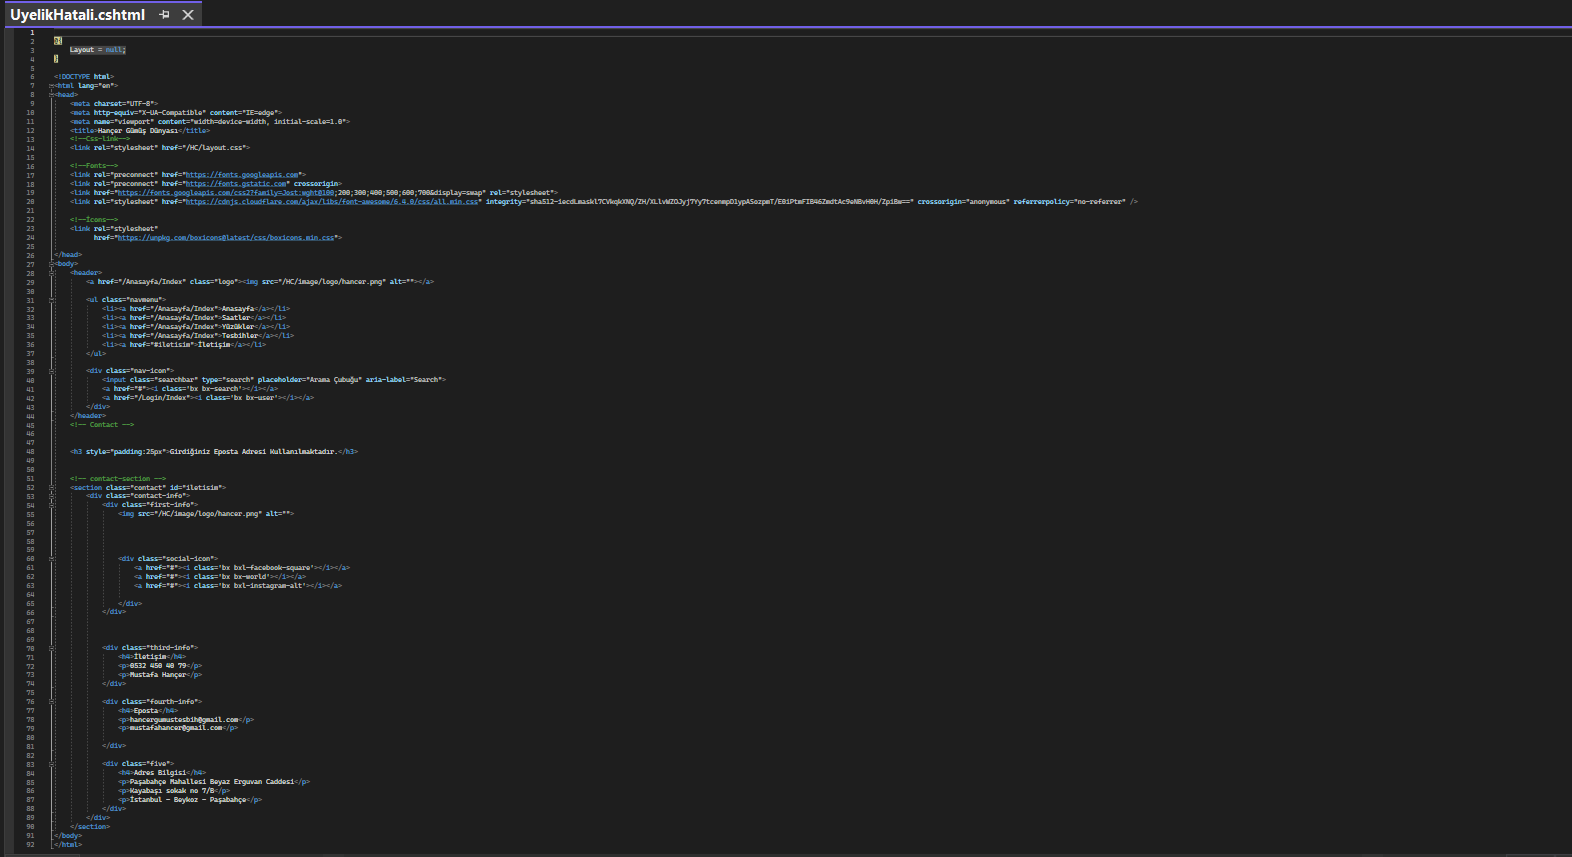 UyelikHatali.cshtml
1
2 @{
3 Layout = null;
4 }
5
6 <!DOCTYPE html>
7 <html lang="en">
8 <head>
9 <meta charset="UTF-8">
10 <meta http-equiv="X-UA-Compatible" content="IE=edge">
11 <meta name="viewport" content="width=device-width, initial-scale=1.0">
12 <title>Hançer Gümüş Dünyası</title>
13 <!--Css-link-->
14 <link rel="stylesheet" href="/HC/layout.css">
15
16 <!--Fonts-->
17 <link rel="preconnect" href="https://fonts.googleapis.com">
18 <link rel="preconnect" href="https://fonts.gstatic.com" crossorigin>
19 <link href="https://fonts.googleapis.com/css2?family=Jost:wght@100;200;300;400;500;600;700&display=swap" rel="stylesheet">
20 <link rel="stylesheet" href="https://cdnjs.cloudflare.com/ajax/libs/font-awesome/6.4.0/css/all.min.css" crossorigin="anonymous" referrerpolicy="no-referrer" />
21
22 <!--Icons-->
23 <link rel="stylesheet"
24 href="https://unpkg.com/boxicons@latest/css/boxicons.min.css">
25
26 </head>
27 <body>
28 <header>
29 <a href="/Anasayfa/Index" class="logo"><img src="/HC/image/logo/hancer.png" alt=""></a>
30
31 <ul class="navmenu">
32 <li><a href="/Anasayfa/Index">Anasayfa</a></li>
33 <li><a href="/Anasayfa/Index">Saatler</a></li>
34 <li><a href="/Anasayfa/Index">Yüzükler</a></li>
35 <li><a href="/Anasayfa/Index">Tesbihler</a></li>
36 <li><a href="#iletisim">İletişim</a></li>
37 </ul>
38
39 <div class="nav-icon">
40 <input class="searchbar" type="search" placeholder="Arama Çubuğu" aria-label="Search">
41 <a href="#"><i class='bx bx-search'></i></a>
42 <a href="/Login/Index"><i class='bx bx-user'></i></a>
43 </div>
44 </header>
45 <!-- Contact -->
46
47
48 <h3 style="padding:25px">Girdiğiniz Eposta Adresi Kullanılmaktadır.</h3>
49
50
51 <!-- contact-section -->
52 <section class="contact" id="iletisim">
53 <div class="contact-info">
54 <div class="first-info">
55 <img src="/HC/image/logo/hancer.png" alt="">
56
57
58
59
60 <div class="social-icon">
61 <a href="#"><i class='bx bxl-facebook-square'></i></a>
62 <a href="#"><i class='bx bx-world'></i></a>
63 <a href="#"><i class='bx bxl-instagram-alt'></i></a>
64
65 </div>
66 </div>
67
68
69
70 <div class="third-info">
71 <h4>İletişim</h4>
72 <p>0532 450 40 79</p>
73 <p>Mustafa Hançer</p>
74 </div>
75
76 <div class="fourth-info">
77 <h4>Eposta</h4>
78 <p>hancergumustesbih@gmail.com</p>
79 <p>mustafahancer@gmail.com</p>
80
81 </div>
82
83 <div class="five">
84 <h4>Adres Bilgisi</h4>
85 <p>Paşabahçe Mahallesi Beyaz Erguvan Caddesi</p>
86 <p>Kayabaşı sokak no 7/B</p>
87 <p>İstanbul - Beykoz - Paşabahçe</p>
88 </div>
89 </div>
90 </section>
91 </body>
92 </html>